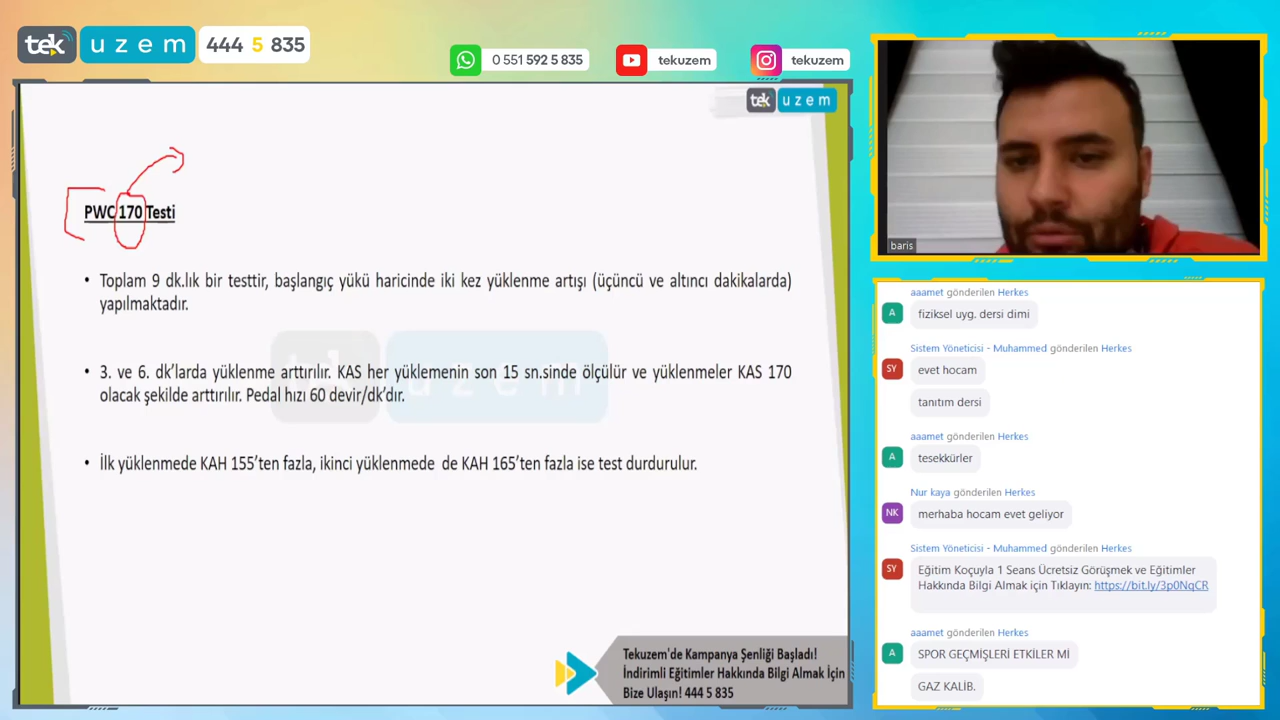 tek uzem 444 5 835
0 551 592 5 835
tekuzem
tekuzem
tek uzem
PWC 170 Testi
• Toplam 9 dk.lık bir testtir, başlangıç yükü haricinde iki kez yüklenme artışı (üçüncü ve altıncı dakikalarda)
yapılmaktadır.
• 3. ve 6. dk’larda yüklenme arttırılır. KAS her yüklemenin son 15 sn.sinde ölçülür ve yüklenmeler KAS 170
olacak şekilde arttırılır. Pedal hızı 60 devir/dk’dır.
• İlk yüklenmede KAH 155’ten fazla, ikinci yüklenmede de KAH 165’ten fazla ise test durdurulur.
uzem
Tekuzem'de Kampanya Şenliği Başladı!
İndirimli Eğitimler Hakkında Bilgi Almak İçin
Bize Ulaşın! 444 5 835
baris
aaamet gönderilen Herkes
A
fiziksel uyg. dersi dimi
Sistem Yöneticisi - Muhammed gönderilen Herkes
SY
evet hocam
tanıtım dersi
aaamet gönderilen Herkes
A
tesekkürler
Nur kaya gönderilen Herkes
NK
merhaba hocam evet geliyor
Sistem Yöneticisi - Muhammed gönderilen Herkes
SY
Eğitim Koçuyla 1 Seans Ücretsiz Görüşmek ve Eğitimler
Hakkında Bilgi Almak için Tıklayın: https://bit.ly/3p0NqCR
aaamet gönderilen Herkes
A
SPOR GEÇMİŞLERİ ETKİLER Mİ
GAZ KALİB.